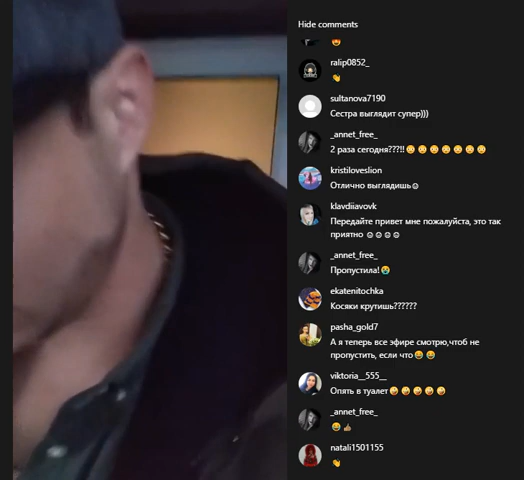 Hide comments
ralip0852_
sultanova7190
Сестра выглядит супер)))
_annet_free_
2 раза сегодня???!!😳😳😳😳😳😳😳
kristiloveslion
Отлично выглядишь☺
klavdiiavovk
Передайте привет мне пожалуйста, это так
приятно ☺☺☺☺
_annet_free_
Пропустила!😭
ekatenitochka
Косяки крутишь??????
pasha_gold7
А я теперь все эфире смотрю,чтоб не
пропустить, если что😂😂
viktoria__555__
Опять в туалет🤪🤪🤪🤪🤪
_annet_free_
natali1501155